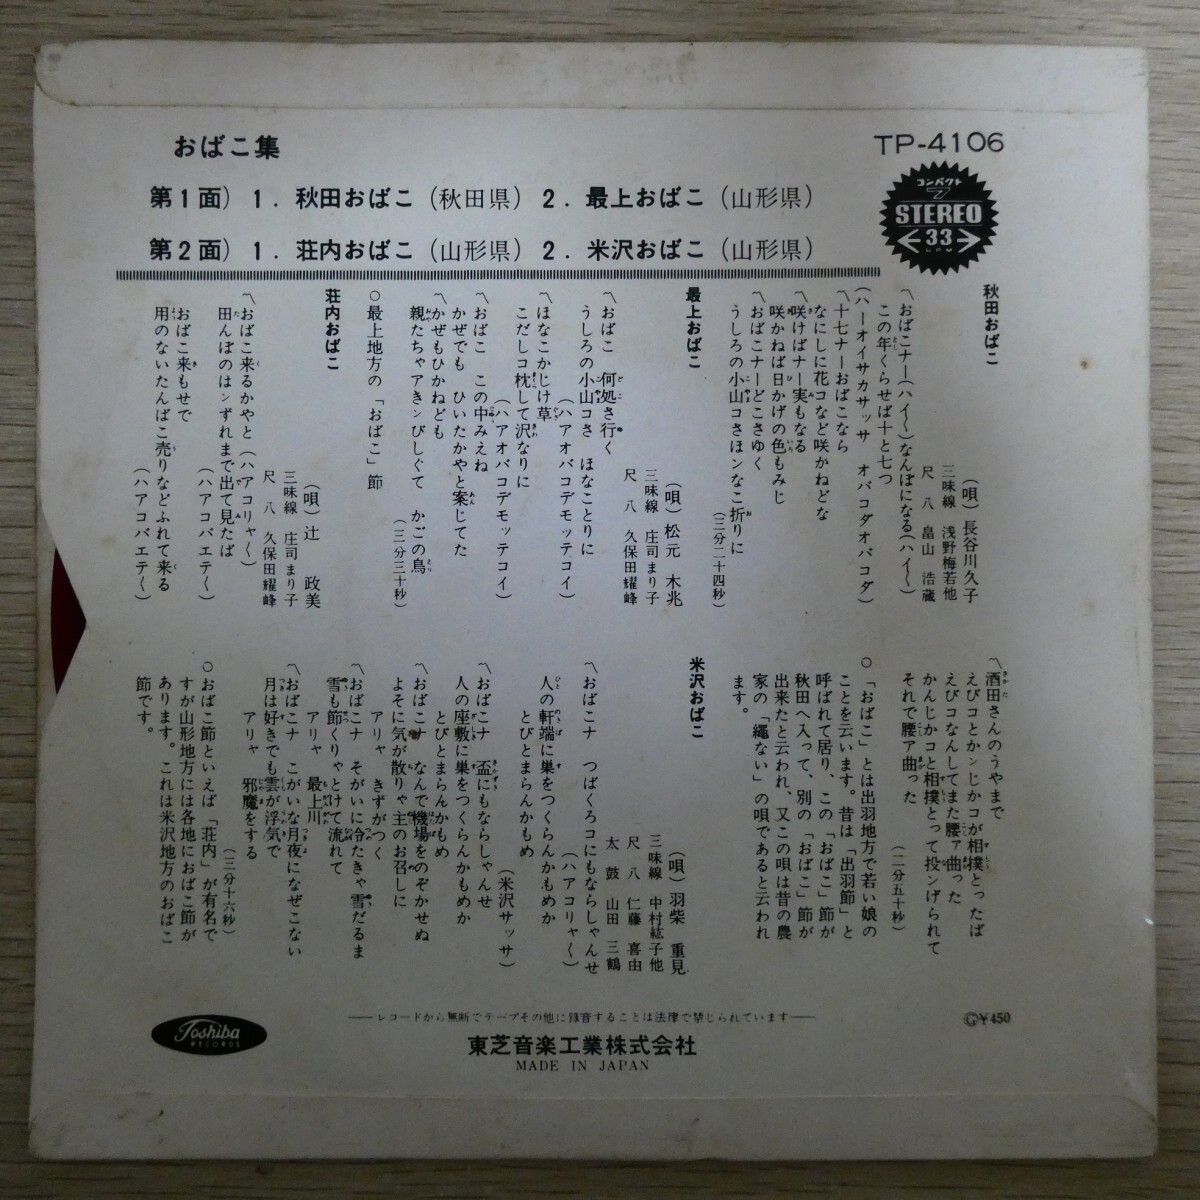 おばこ集
TP-4106
第1面) 1. 秋田おばこ (秋田県) 2. 最上おばこ (山形県)
第2面) 1. 荘内おばこ (山形県) 2. 米沢おばこ (山形県)
コンパクト
7
STEREO
33
RPM
秋田おばこ
(唄) 長谷川久子
三味線 浅野梅若他
尺八 畠山浩蔵
〽おばこナー(ハイ〱)なんぼになる(ハイ〱)
この年くらせば十と七つ
(ハーオイサカサッサ オバコダオバコダ)
〽十七ナーおばこなら
なにしに花コなど咲かねどな
〽咲けばナー実もなる
咲かねば日かげの色もみじ
〽おばこナーどこさゆく
うしろの小山コさホンなこ折りに
(三分二十四秒)
最上おばこ
(唄) 松元木兆
三味線 庄司まり子
尺八 久保田耀峰
〽おばこ 何処さ行く
うしろの小山コさ ほなことりに
(ハアオバコデモッテコイ)
〽ほなこかじけ草
こだしコ枕して沢なりに
(ハアオバコデモッテコイ)
〽おばこ この中みえね
かぜでも ひいたかやと案じてた
〽かぜもひかねども
親たちゃアきンびしぐて かごの鳥
(三分三十秒)
○最上地方の「おばこ」節
荘内おばこ
(唄) 辻 政美
三味線 庄司まり子
尺八 久保田耀峰
〽おばこ来るかやと(ハアコリャ〱)
田んぼのはンずれまで出て見たば
(ハアコバエテ〱)
おばこ来もせで
用のないたんばこ売りなどふれて来る
(ハアコバエテ〱)
〽酒田さんのうやまで
えびコとかンじかコが相撲とったば
えびコなんしてまた腰ァ曲った
かんじかコと相撲とって投ンげられて
それで腰ァ曲った
(二分五十秒)
○「おばこ」とは出羽地方で若い娘の
ことを云います。昔は「出羽節」と
呼ばれて居り、この「おばこ」節が
秋田へ入って、別の「おばこ」節が
出来たと云われ、又この唄は昔の農
家の「繩ない」の唄であると云われ
ます。
米沢おばこ
(唄) 羽柴重見
三味線 中村紘子他
尺八 仁藤喜由
太鼓 山田三鶴
〽おばこナ つばくろコにもならしゃんせ
(ハアコリャ〱)
人の軒端に巣をつくらんかもめか
とびとまらんかもめ
(米沢サッサ)
〽おばこナ 盃にもならしゃんせ
人の座敷に巣をつくらんかもめか
とびとまらんかもめ
〽おばこナ なんで機場をのぞかせぬ
よそに気が散りゃ主のお召しに
アリャ きずがつく
〽おばこナ そがいに冷たきゃ雪だるま
雪も節くりゃとけて流れて
アリャ 最上川
〽おばこナ こがいな月夜になぜこない
月は好きでも雲が浮気で
アリャ 邪魔をする
(三分十六秒)
○おばこ節といえば「荘内」が有名で
すが山形地方には各地におばこ節が
あります。これは米沢地方のおばこ
節です。
―レコードから無断でテープその他に録音することは法律で禁じられています―
Toshiba
RECORDS
東芝音楽工業株式会社
MADE IN JAPAN
Ⓒ¥450